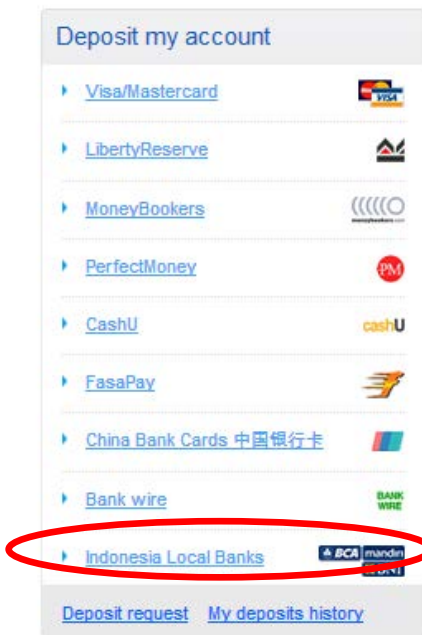 Deposit my account
Visa/Mastercard VISA
LibertyReserve
MoneyBookers
PerfectMoney PM
CashU cashU
FasaPay
China Bank Cards 中国银行卡
Bank wire BANK WIRE
Indonesia Local Banks BCA mandiri BNI
Deposit request My deposits history